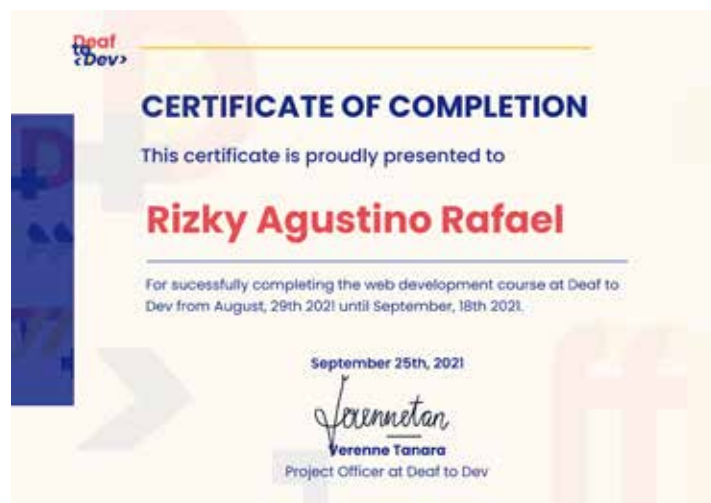 Deaf
to
<Dev>
CERTIFICATE OF COMPLETION
This certificate is proudly presented to
Rizky Agustino Rafael
For sucessfully completing the web development course at Deaf to
Dev from August, 29th 2021 until September, 18th 2021.
September 25th, 2021
Verennetan
Verenne Tanara
Project Officer at Deaf to Dev